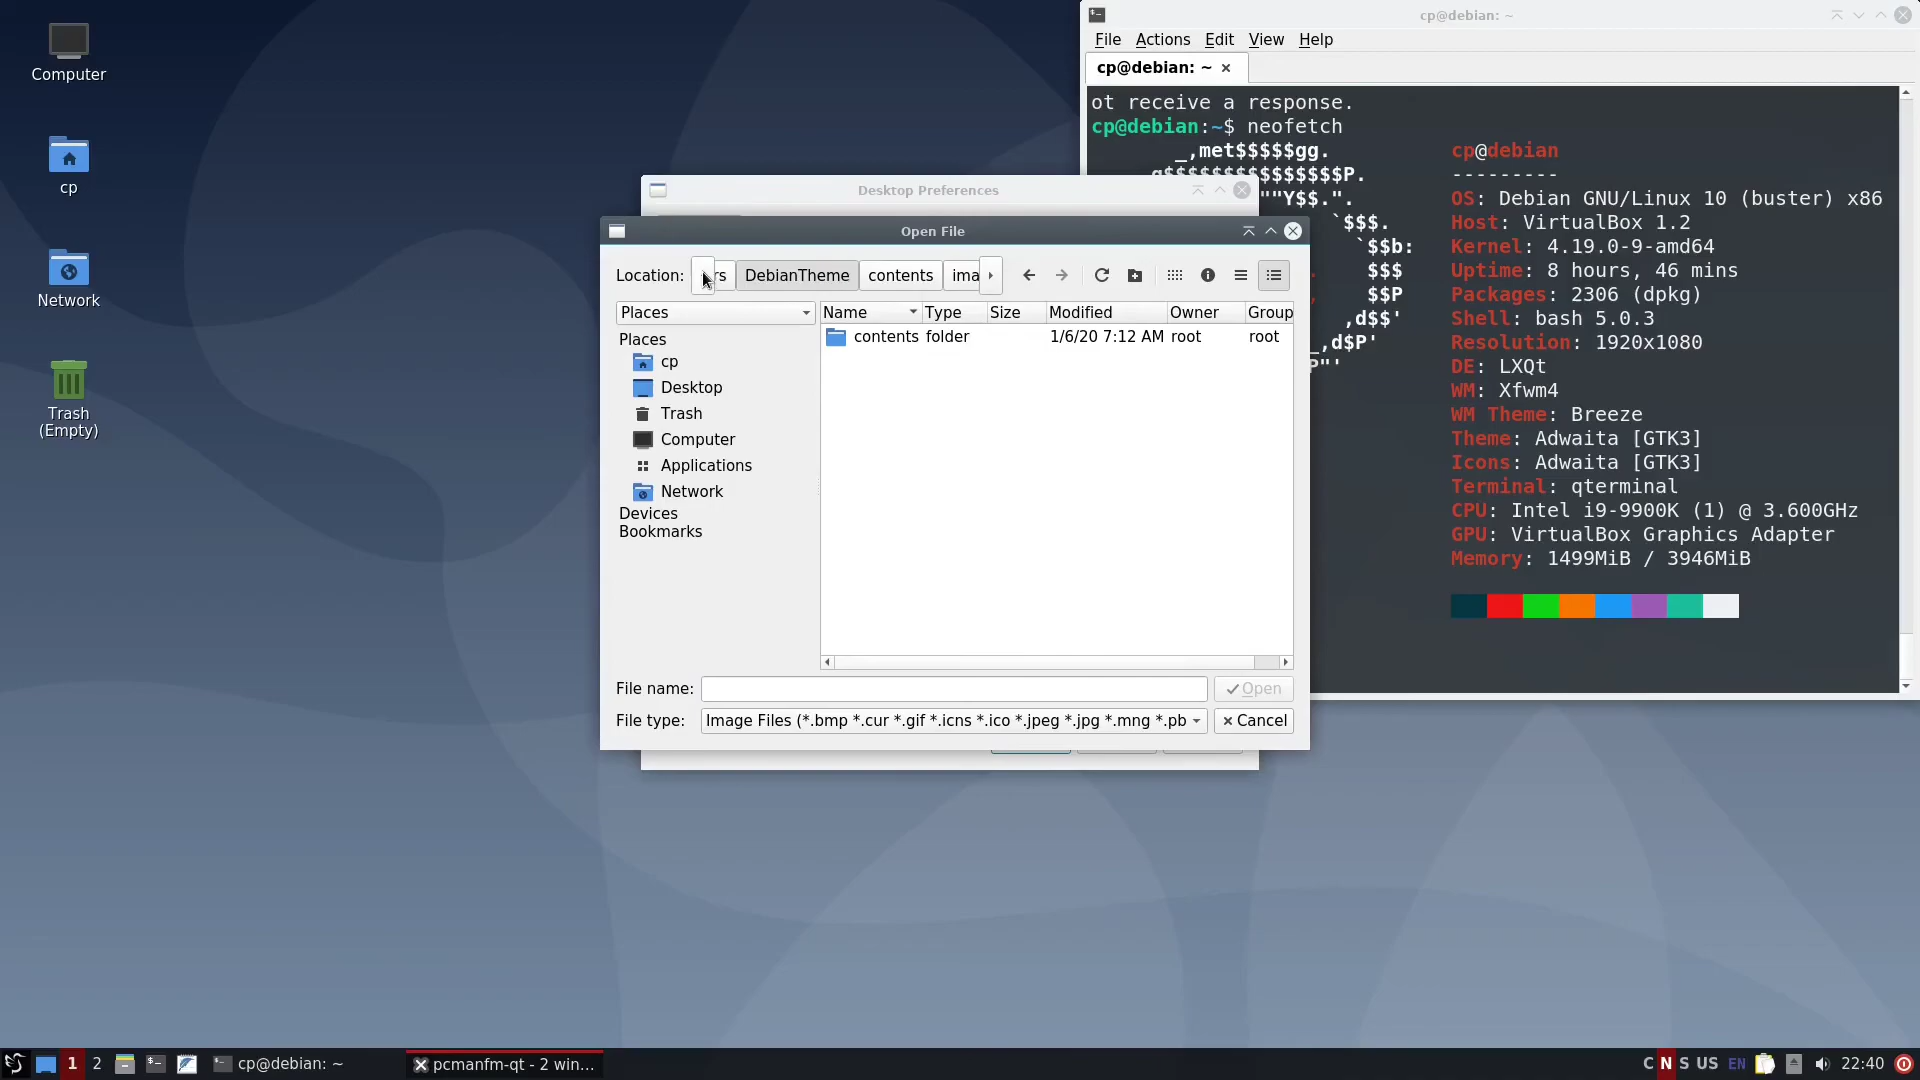 Computer
cp
Network
Trash
(Empty)
cp@debian: ~
File Actions Edit View Help
cp@debian: ~ ×
ot receive a response.
cp@debian:~$ neofetch
_,met$$$$$gg.
g$$$$$$$$$$$$$$$P.
""Y$$.".
`$$$.
`$$b:
$$$
$$P
,d$$'
_,d$P'
P"'
cp@debian
---------
OS: Debian GNU/Linux 10 (buster) x86
Host: VirtualBox 1.2
Kernel: 4.19.0-9-amd64
Uptime: 8 hours, 46 mins
Packages: 2306 (dpkg)
Shell: bash 5.0.3
Resolution: 1920x1080
DE: LXQt
WM: Xfwm4
WM Theme: Breeze
Theme: Adwaita [GTK3]
Icons: Adwaita [GTK3]
Terminal: qterminal
CPU: Intel i9-9900K (1) @ 3.600GHz
GPU: VirtualBox Graphics Adapter
Memory: 1499MiB / 3946MiB
Desktop Preferences
Open File
Location: rs DebianTheme contents ima
Places
Name Type Size Modified Owner Group
contents folder 1/6/20 7:12 AM root root
Places
cp
Desktop
Trash
Computer
Applications
Network
Devices
Bookmarks
File name: Open
File type: Image Files (*.bmp *.cur *.gif *.icns *.ico *.jpeg *.jpg *.mng *.pb Cancel
1 2 cp@debian: ~ pcmanfm-qt - 2 win... C N S US EN 22:40